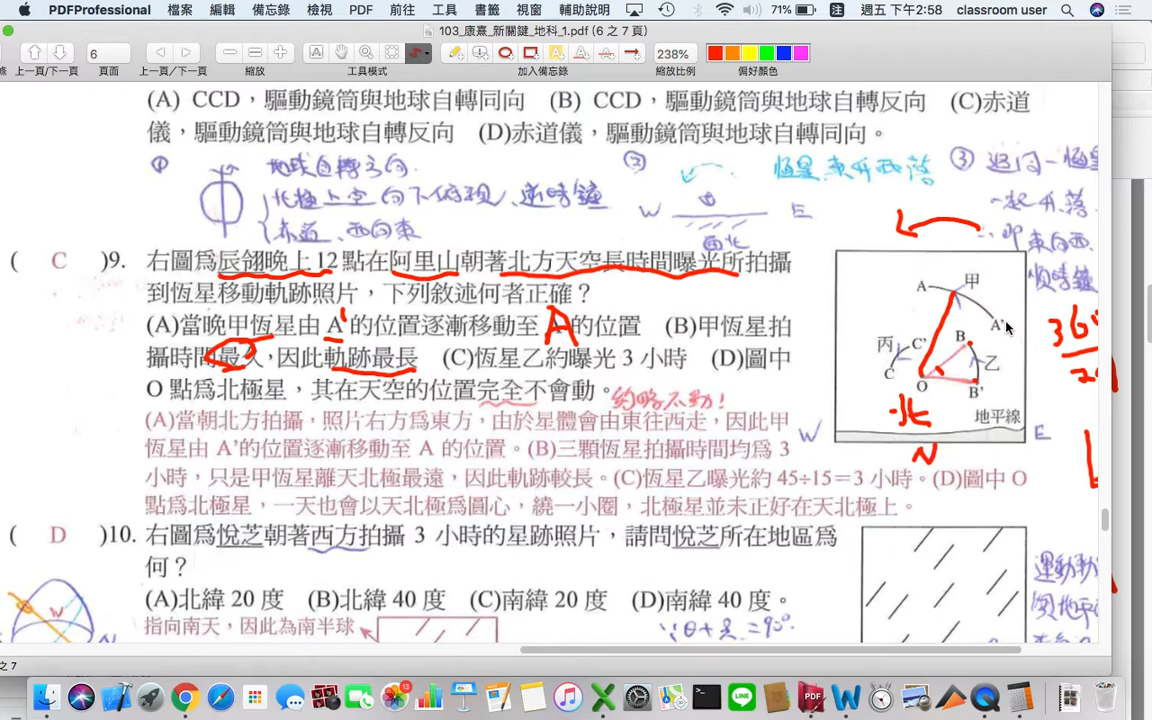 PDFProfessional 檔案 編輯 備忘錄 檢視 PDF 前往 工具 書籤 視窗 輔助說明 71% 注 週五 下午2:58 classroom user
103_康熹_新關鍵_地科_1.pdf (6 之 7 頁)
6 238%
上一頁/下一頁 頁面 上一頁/下一頁 縮放 工具模式 加入備忘錄 縮放比例 偏好顏色
(A) CCD，驅動鏡筒與地球自轉同向 (B) CCD，驅動鏡筒與地球自轉反向 (C)赤道
儀，驅動鏡筒與地球自轉反向 (D)赤道儀，驅動鏡筒與地球自轉同向。
① 地球自轉方向
北極上空向下俯視、逆時鐘
赤道、西向東
② 恆星東升西落
W E
③
一起升落
順時鐘
( C )9. 右圖為辰翎晚上 12 點在阿里山朝著北方天空長時間曝光所拍攝
到恆星移動軌跡照片，下列敘述何者正確？
(A)當晚甲恆星由 A'的位置逐漸移動至 A 的位置 (B)甲恆星拍
攝時間最久，因此軌跡最長 (C)恆星乙約曝光 3 小時 (D)圖中
O 點為北極星，其在天空的位置完全不會動。 約略不動！
(A)當朝北方拍攝，照片右方為東方，由於星體會由東往西走，因此甲
恆星由 A'的位置逐漸移動至 A 的位置。(B)三顆恆星拍攝時間均為 3
小時，只是甲恆星離天北極最遠，因此軌跡較長。(C)恆星乙曝光約 45÷15＝3 小時。(D)圖中 O
點為北極星，一天也會以天北極為圓心，繞一小圈，北極星並未正好在天北極上。
A 甲 A'
丙 C' B 乙
C O B'
北 地平線
W N E
( D )10. 右圖為悅芝朝著西方拍攝 3 小時的星跡照片，請問悅芝所在地區為
何？
(A)北緯 20 度 (B)北緯 40 度 (C)南緯 20 度 (D)南緯 40 度。
指向南天，因此為南半球
W
之 7